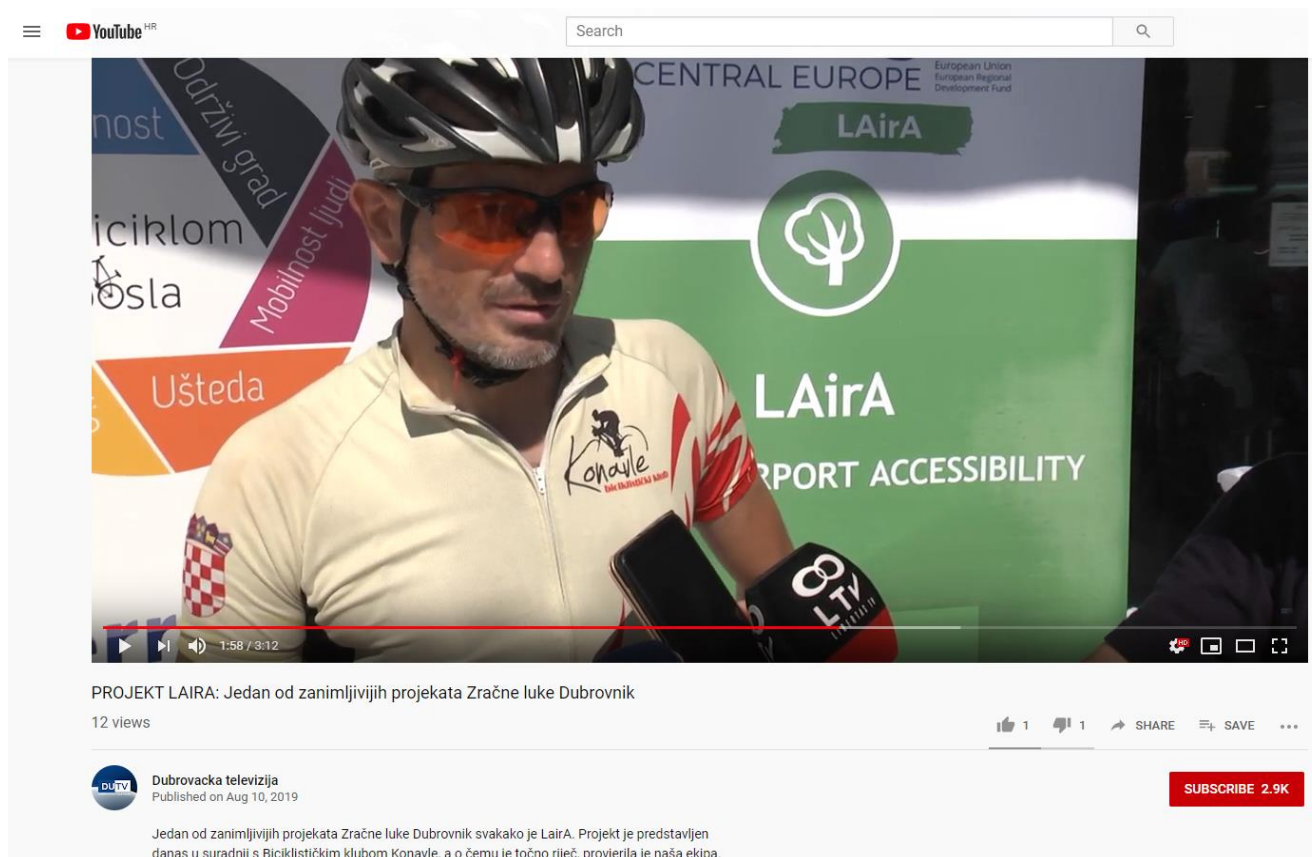 YouTube HR
Search
CENTRAL EUROPE
European Union
European Regional
Development Fund
LAirA
nost
Održivi grad
Mobilnost ljudi
iciklom
posla
Ušteda
LAirA
RPORT ACCESSIBILITY
Konavle
biciklistički klub
LTV
LIBERTAS TV
1:58 / 3:12
HD
PROJEKT LAIRA: Jedan od zanimljivijih projekata Zračne luke Dubrovnik
12 views
1
1
SHARE
SAVE
DUTV
Dubrovacka televizija
Published on Aug 10, 2019
SUBSCRIBE 2.9K
Jedan od zanimljivijih projekata Zračne luke Dubrovnik svakako je LairA. Projekt je predstavljen
danas u suradnji s Biciklističkim klubom Konavle, a o čemu je točno riječ, provjerila je naša ekipa.